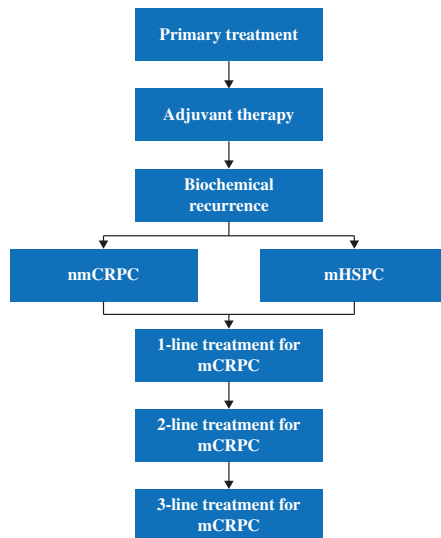 Primary treatment
Adjuvant therapy
Biochemical
recurrence
nmCRPC
mHSPC
1-line treatment for
mCRPC
2-line treatment for
mCRPC
3-line treatment for
mCRPC